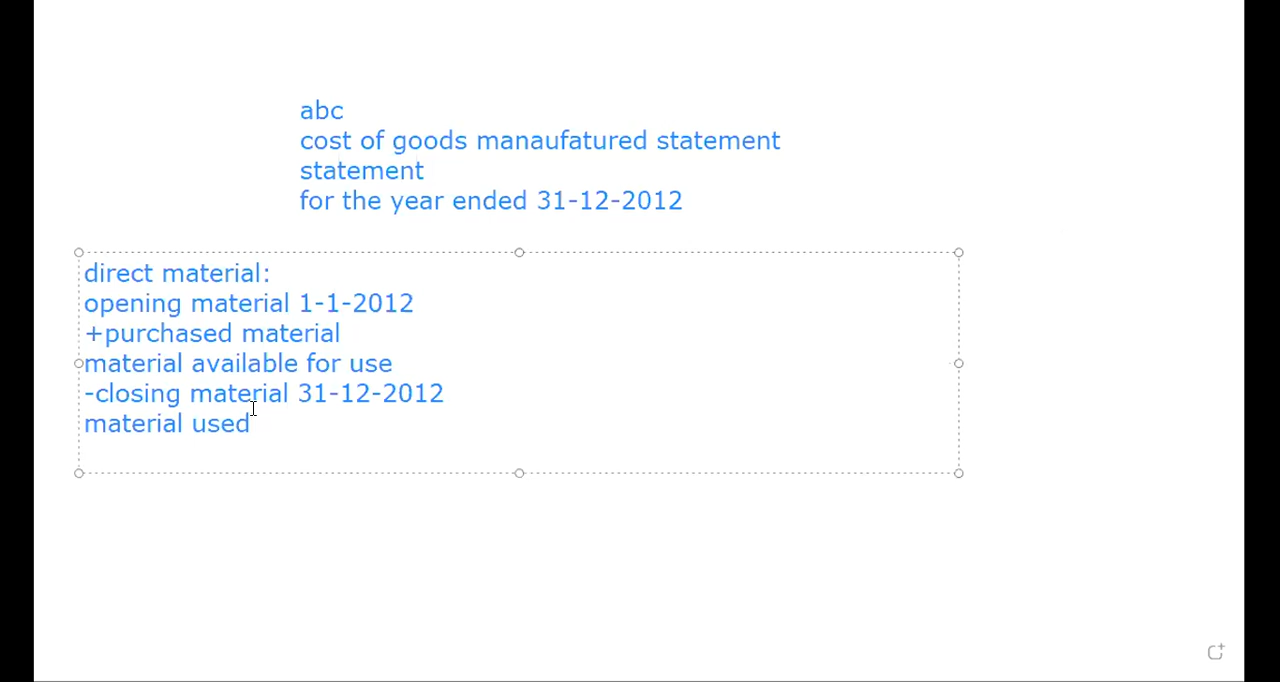 abc
cost of goods manaufatured statement
statement
for the year ended 31-12-2012
direct material:
opening material 1-1-2012
+purchased material
material available for use
-closing material 31-12-2012
material used